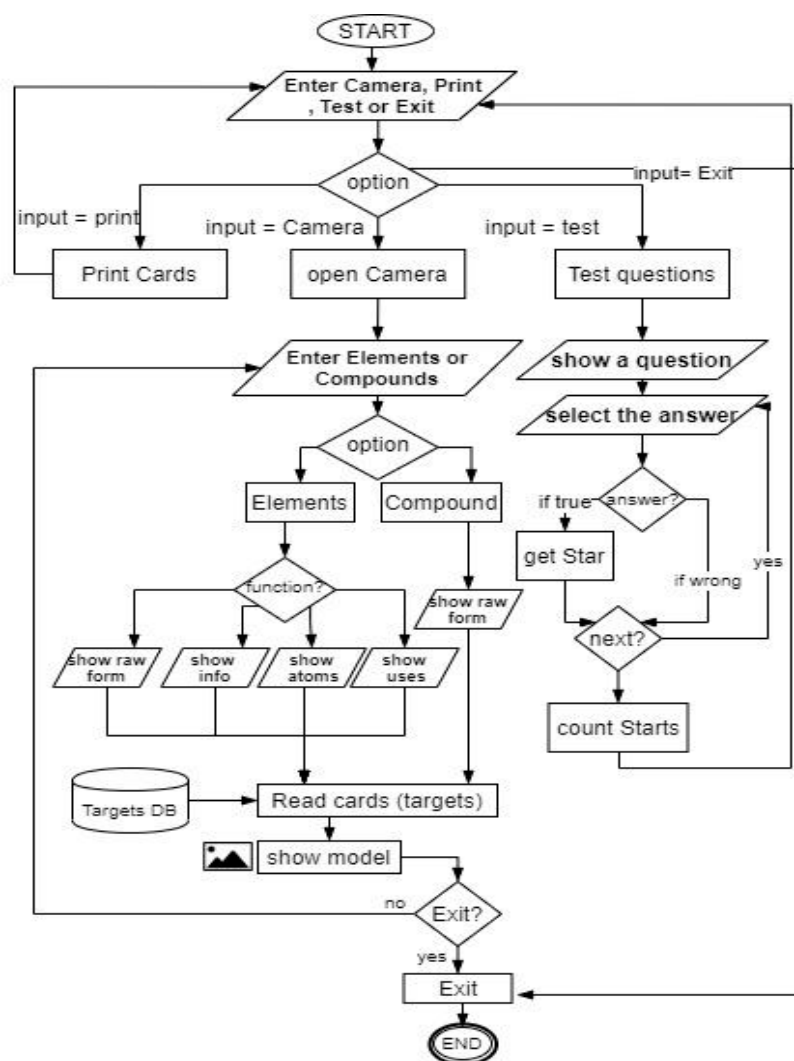 START
Enter Camera, Print
, Test or Exit
option
input= Exit
input = print
input = Camera
input = test
Print Cards
open Camera
Test questions
Enter Elements or
Compounds
show a question
select the answer
option
Elements
Compound
if true
answer?
get Star
if wrong
yes
function?
show raw
form
next?
show raw
form
show
info
show
atoms
show
uses
count Starts
Targets DB
Read cards (targets)
show model
no
Exit?
yes
Exit
END